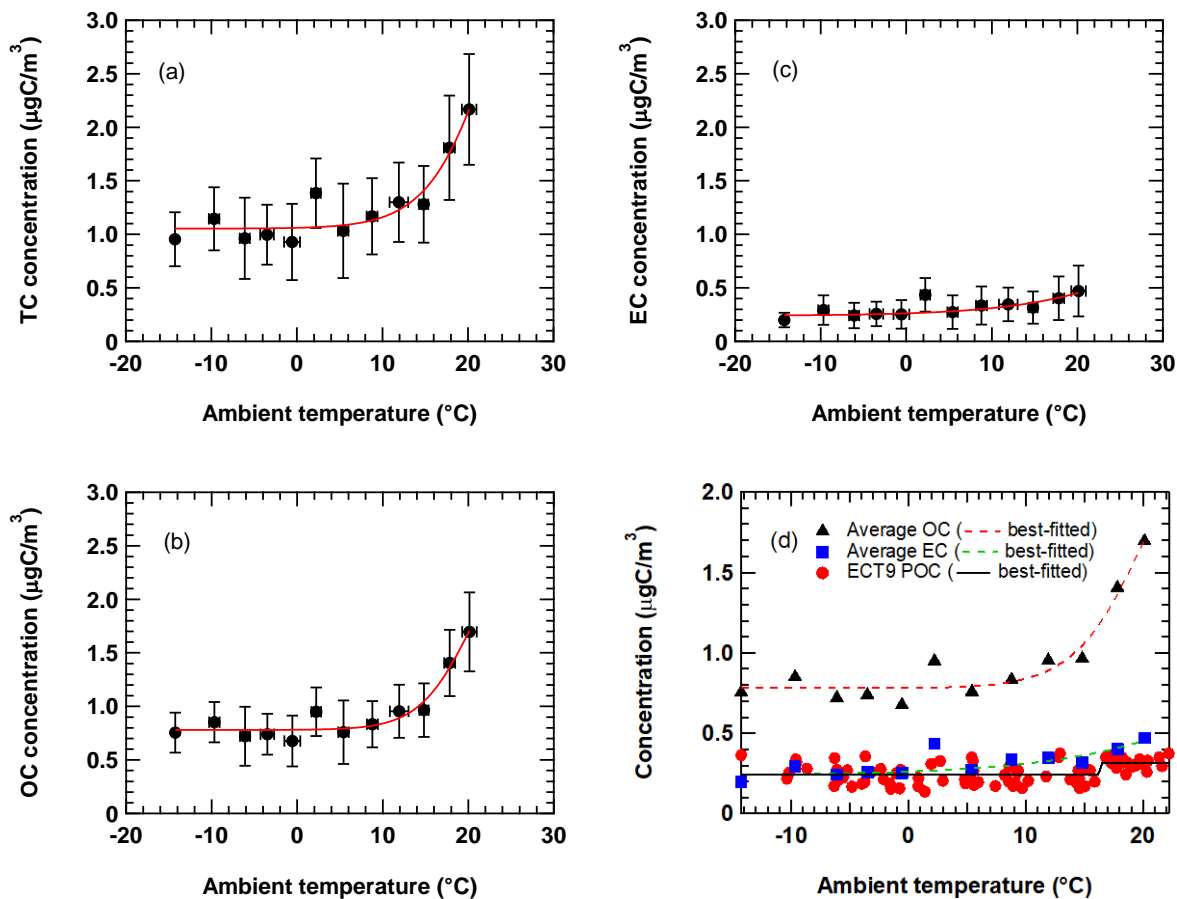 3.0
2.5
2.0
1.5
1.0
0.5
0
TC concentration (µgC/m³)
(a)
-20 -10 0 10 20 30
Ambient temperature (°C)
3.0
2.5
2.0
1.5
1.0
0.5
0
EC concentration (µgC/m³)
(c)
-20 -10 0 10 20 30
Ambient temperature (°C)
3.0
2.5
2.0
1.5
1.0
0.5
0
OC concentration (µgC/m³)
(b)
-20 -10 0 10 20 30
Ambient temperature (°C)
2.0
1.5
1.0
0.5
0
Concentration (µgC/m³)
(d)
Average OC ( best-fitted)
Average EC ( best-fitted)
ECT9 POC ( best-fitted)
-10 0 10 20
Ambient temperature (°C)